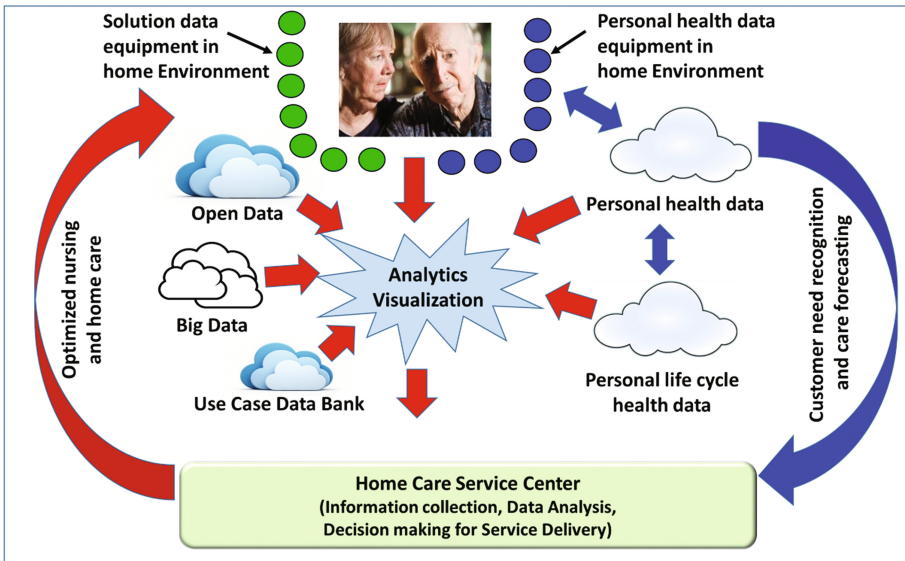 Solution data
equipment in
home Environment
Personal health data
equipment in
home Environment
Open Data
Personal health data
Analytics
Visualization
Big Data
Use Case Data Bank
Personal life cycle
health data
Optimized nursing
and home care
Customer need recognition
and care forecasting
Home Care Service Center
(Information collection, Data Analysis,
Decision making for Service Delivery)